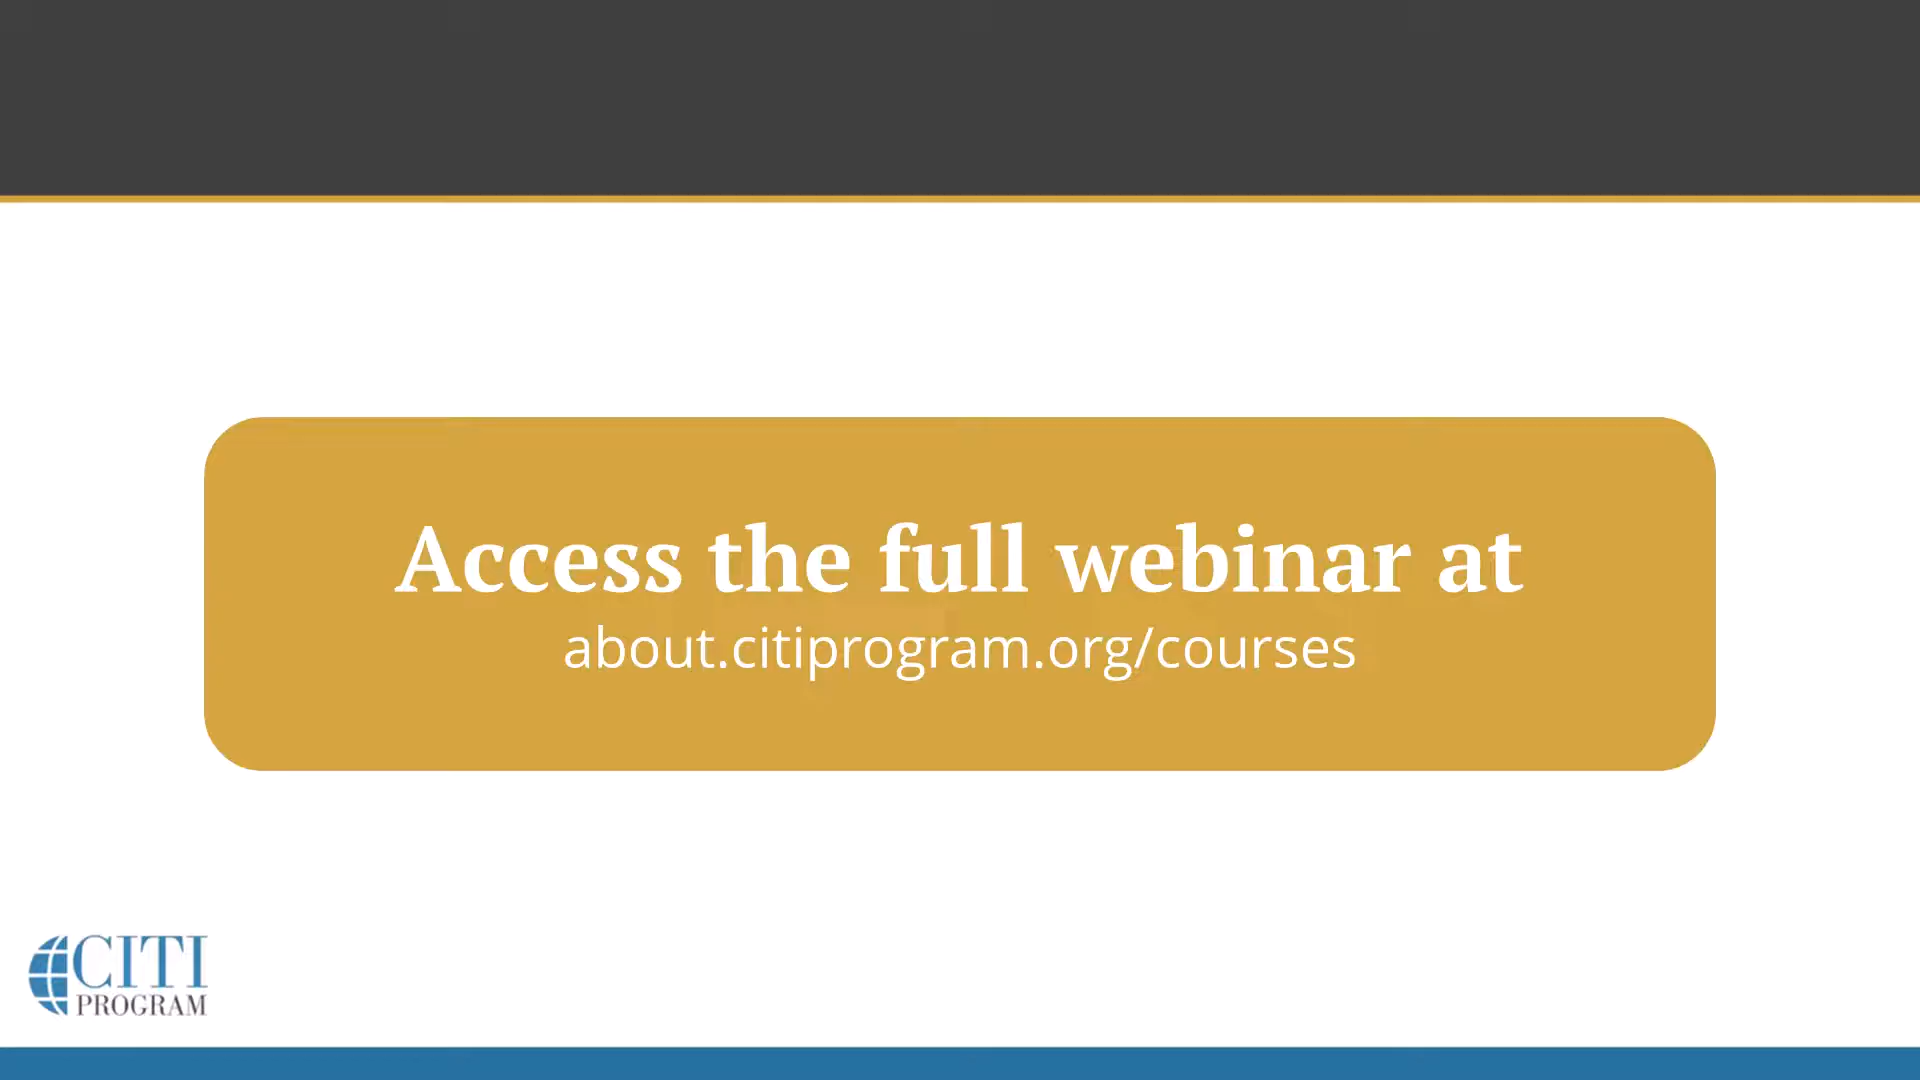 Access the full webinar at
about.citiprogram.org/courses
CITI
PROGRAM